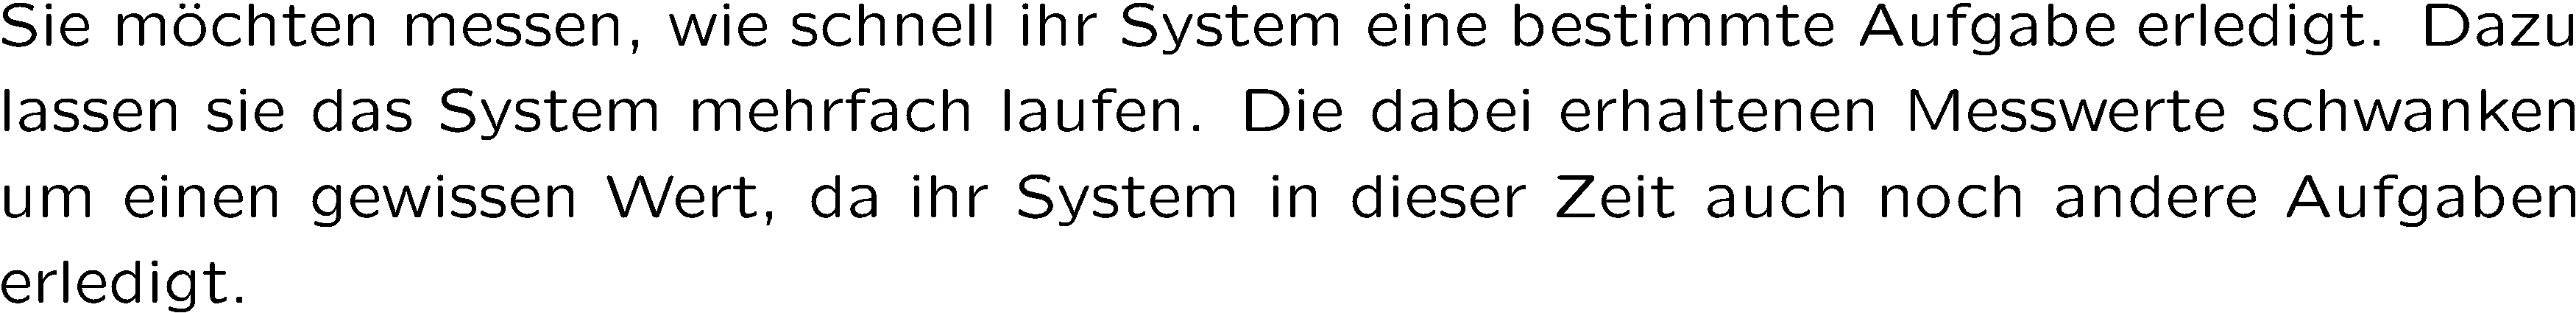 Sie möchten messen, wie schnell ihr System eine bestimmte Aufgabe erledigt. Dazu
lassen sie das System mehrfach laufen. Die dabei erhaltenen Messwerte schwanken
um einen gewissen Wert, da ihr System in dieser Zeit auch noch andere Aufgaben
erledigt.